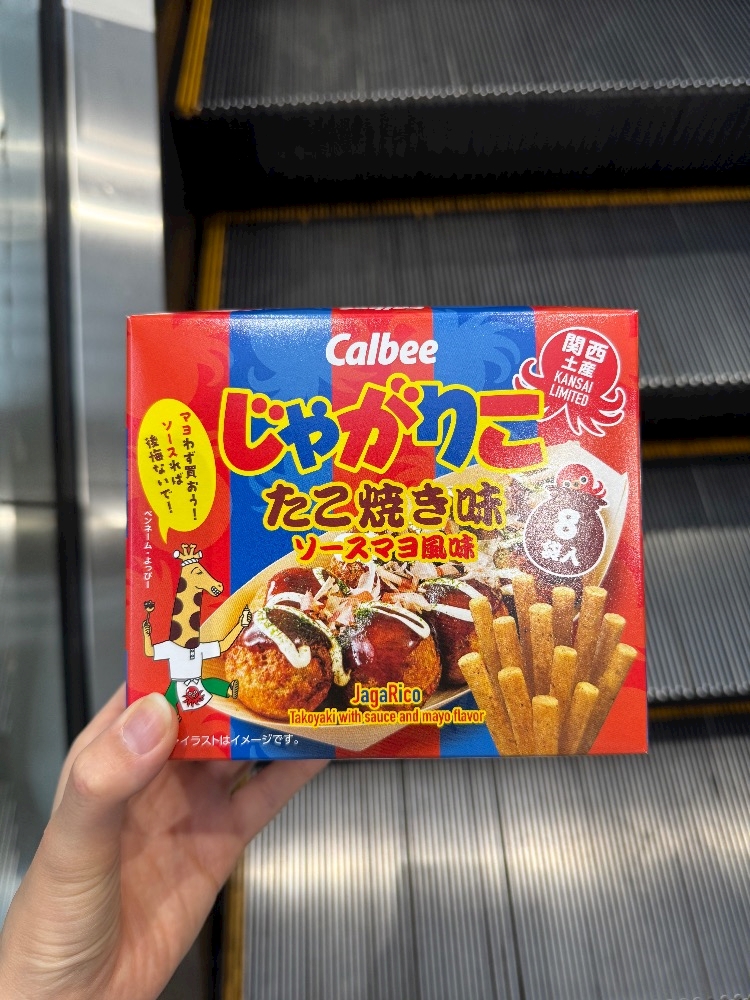 Calbee
関西
土産
KANSAI
LIMITED
じゃがりこ
たこ焼き味
ソースマヨ風味
マヨわず買おう!
ソースれば
後悔ないで!
ペンネーム・よっぴー
8
袋入
JagaRico
Takoyaki with sauce and mayo flavor
イラストはイメージです。